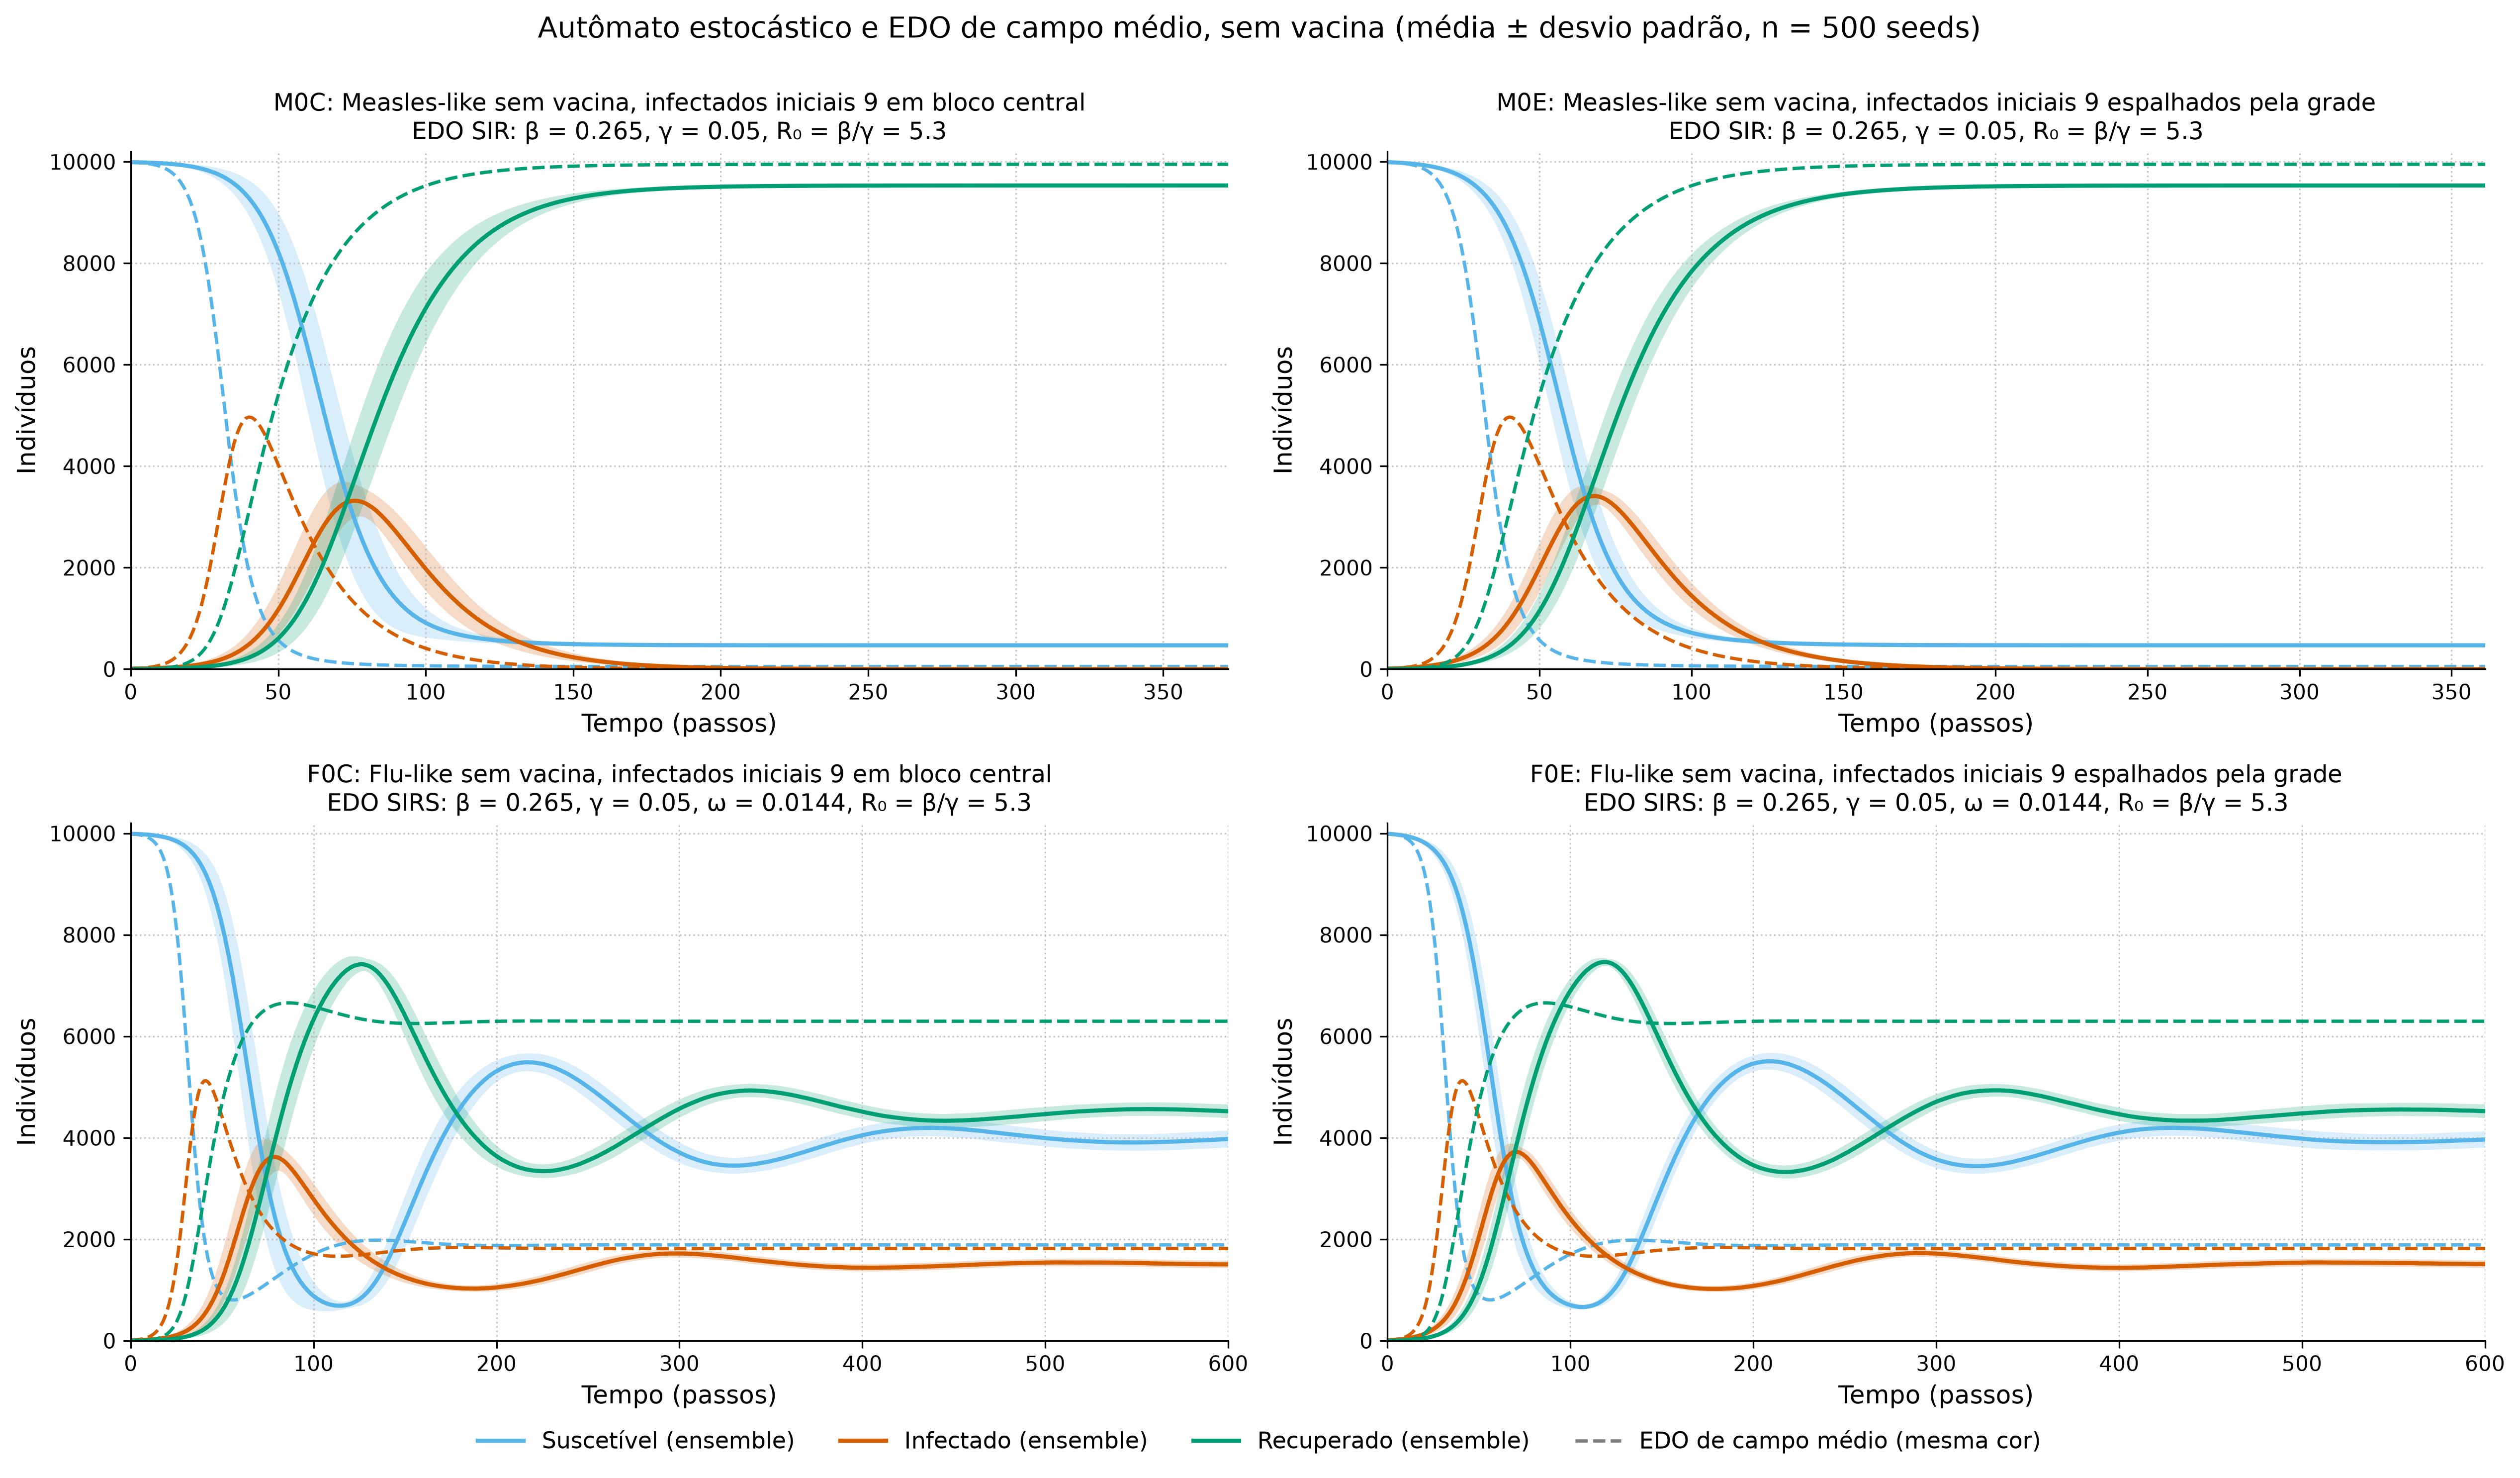 Autômato estocástico e EDO de campo médio, sem vacina (média ± desvio padrão, n = 500 seeds)
M0C: Measles-like sem vacina, infectados iniciais 9 em bloco central
EDO SIR: β = 0.265, γ = 0.05, R₀ = β/γ = 5.3
10000
8000
6000
4000
2000
0
Indivíduos
0 50 100 150 200 250 300 350
Tempo (passos)
M0E: Measles-like sem vacina, infectados iniciais 9 espalhados pela grade
EDO SIR: β = 0.265, γ = 0.05, R₀ = β/γ = 5.3
10000
8000
6000
4000
2000
0
Indivíduos
0 50 100 150 200 250 300 350
Tempo (passos)
F0C: Flu-like sem vacina, infectados iniciais 9 em bloco central
EDO SIRS: β = 0.265, γ = 0.05, ω = 0.0144, R₀ = β/γ = 5.3
10000
8000
6000
4000
2000
0
Indivíduos
0 100 200 300 400 500 600
Tempo (passos)
F0E: Flu-like sem vacina, infectados iniciais 9 espalhados pela grade
EDO SIRS: β = 0.265, γ = 0.05, ω = 0.0144, R₀ = β/γ = 5.3
10000
8000
6000
4000
2000
0
Indivíduos
0 100 200 300 400 500 600
Tempo (passos)
Suscetível (ensemble) Infectado (ensemble) Recuperado (ensemble) EDO de campo médio (mesma cor)